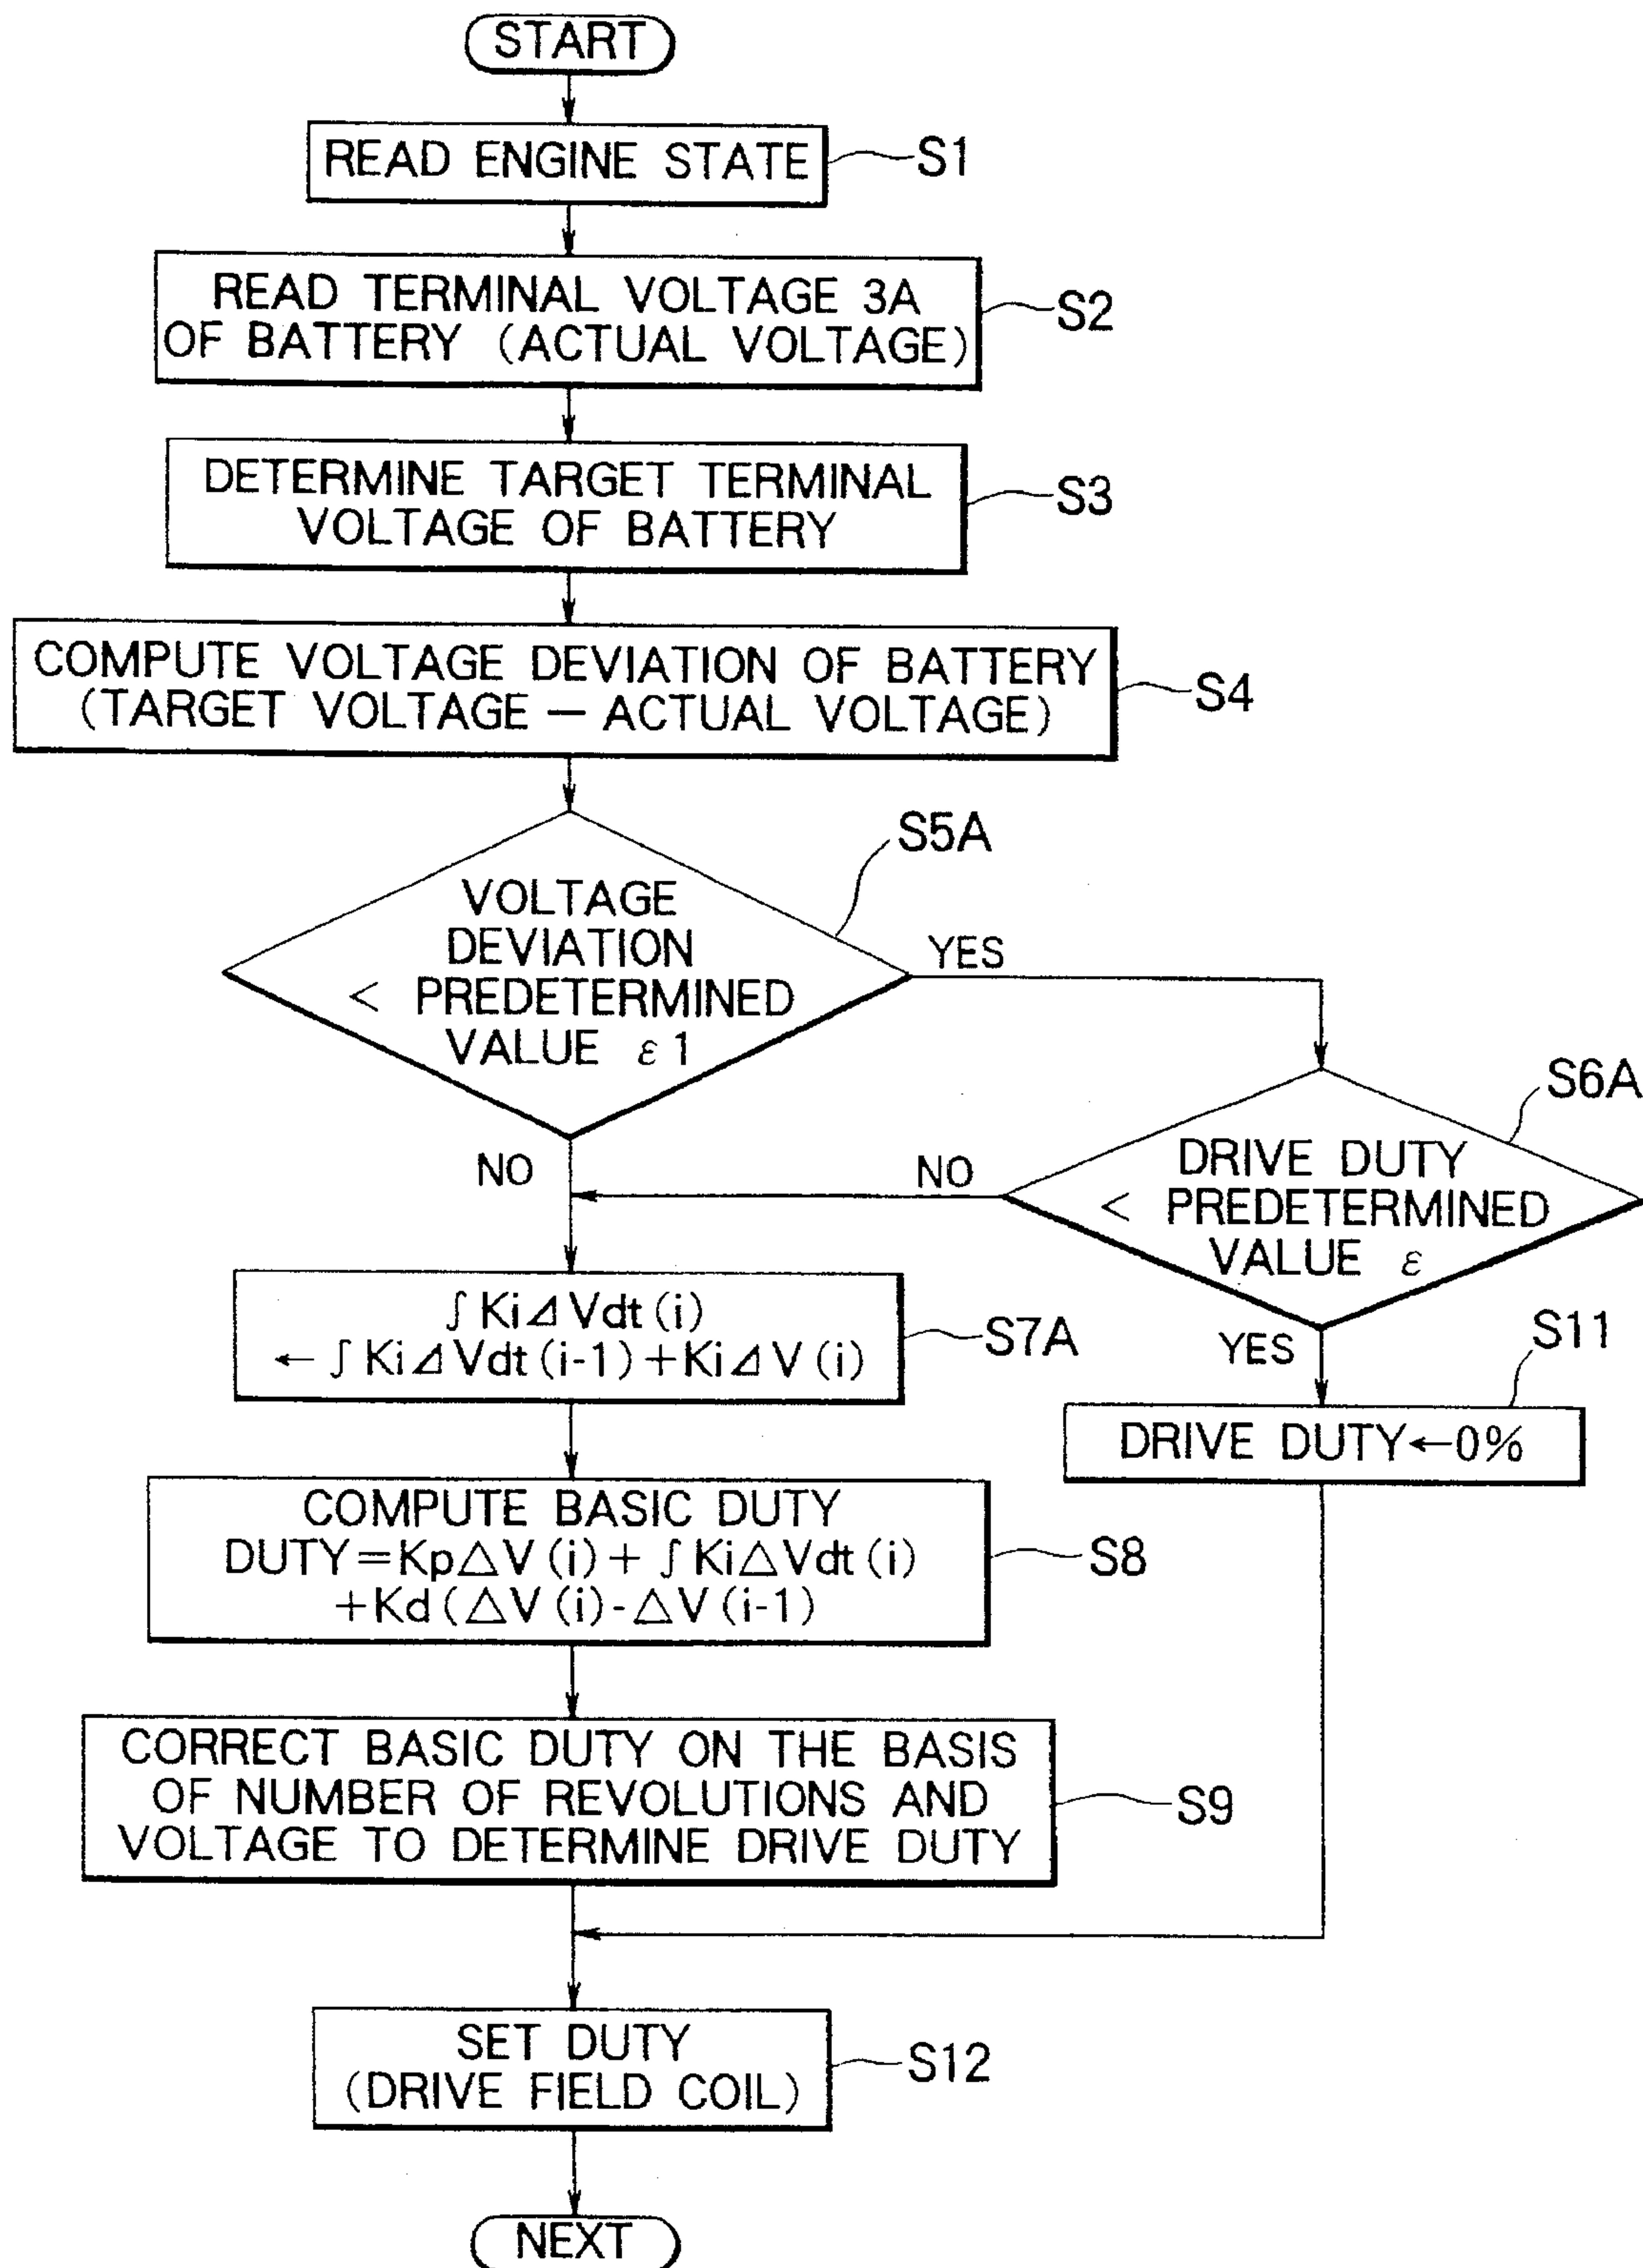 START
READ ENGINE STATE
S1
READ TERMINAL VOLTAGE 3A
OF BATTERY (ACTUAL VOLTAGE)
S2
DETERMINE TARGET TERMINAL
VOLTAGE OF BATTERY
S3
COMPUTE VOLTAGE DEVIATION OF BATTERY
(TARGET VOLTAGE — ACTUAL VOLTAGE)
S4
S5A
VOLTAGE
DEVIATION
< PREDETERMINED
VALUE ε1
YES
NO
S6A
DRIVE DUTY
< PREDETERMINED
VALUE ε
NO
YES
∫Ki⊿Vdt(i)
←∫Ki⊿Vdt(i-1)+Ki⊿V(i)
S7A
S11
DRIVE DUTY←0%
COMPUTE BASIC DUTY
DUTY=Kp△V(i)+∫Ki△Vdt(i)
+Kd(△V(i)-△V(i-1)
S8
CORRECT BASIC DUTY ON THE BASIS
OF NUMBER OF REVOLUTIONS AND
VOLTAGE TO DETERMINE DRIVE DUTY
S9
SET DUTY
(DRIVE FIELD COIL)
S12
NEXT